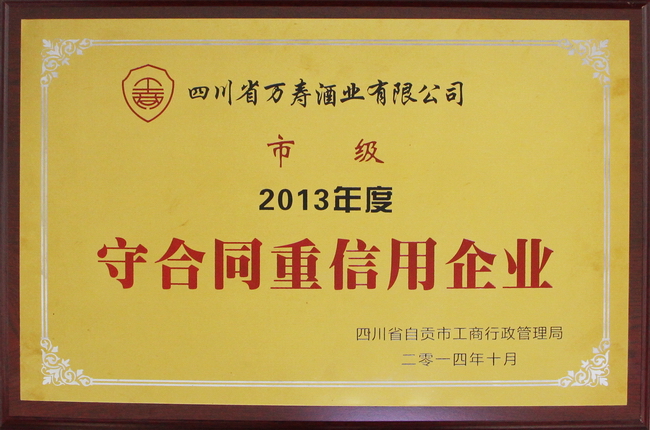 四川省万寿酒业有限公司
市 级
2013年度
守合同重信用企业
四川省自贡市工商行政管理局
二零一四年十月